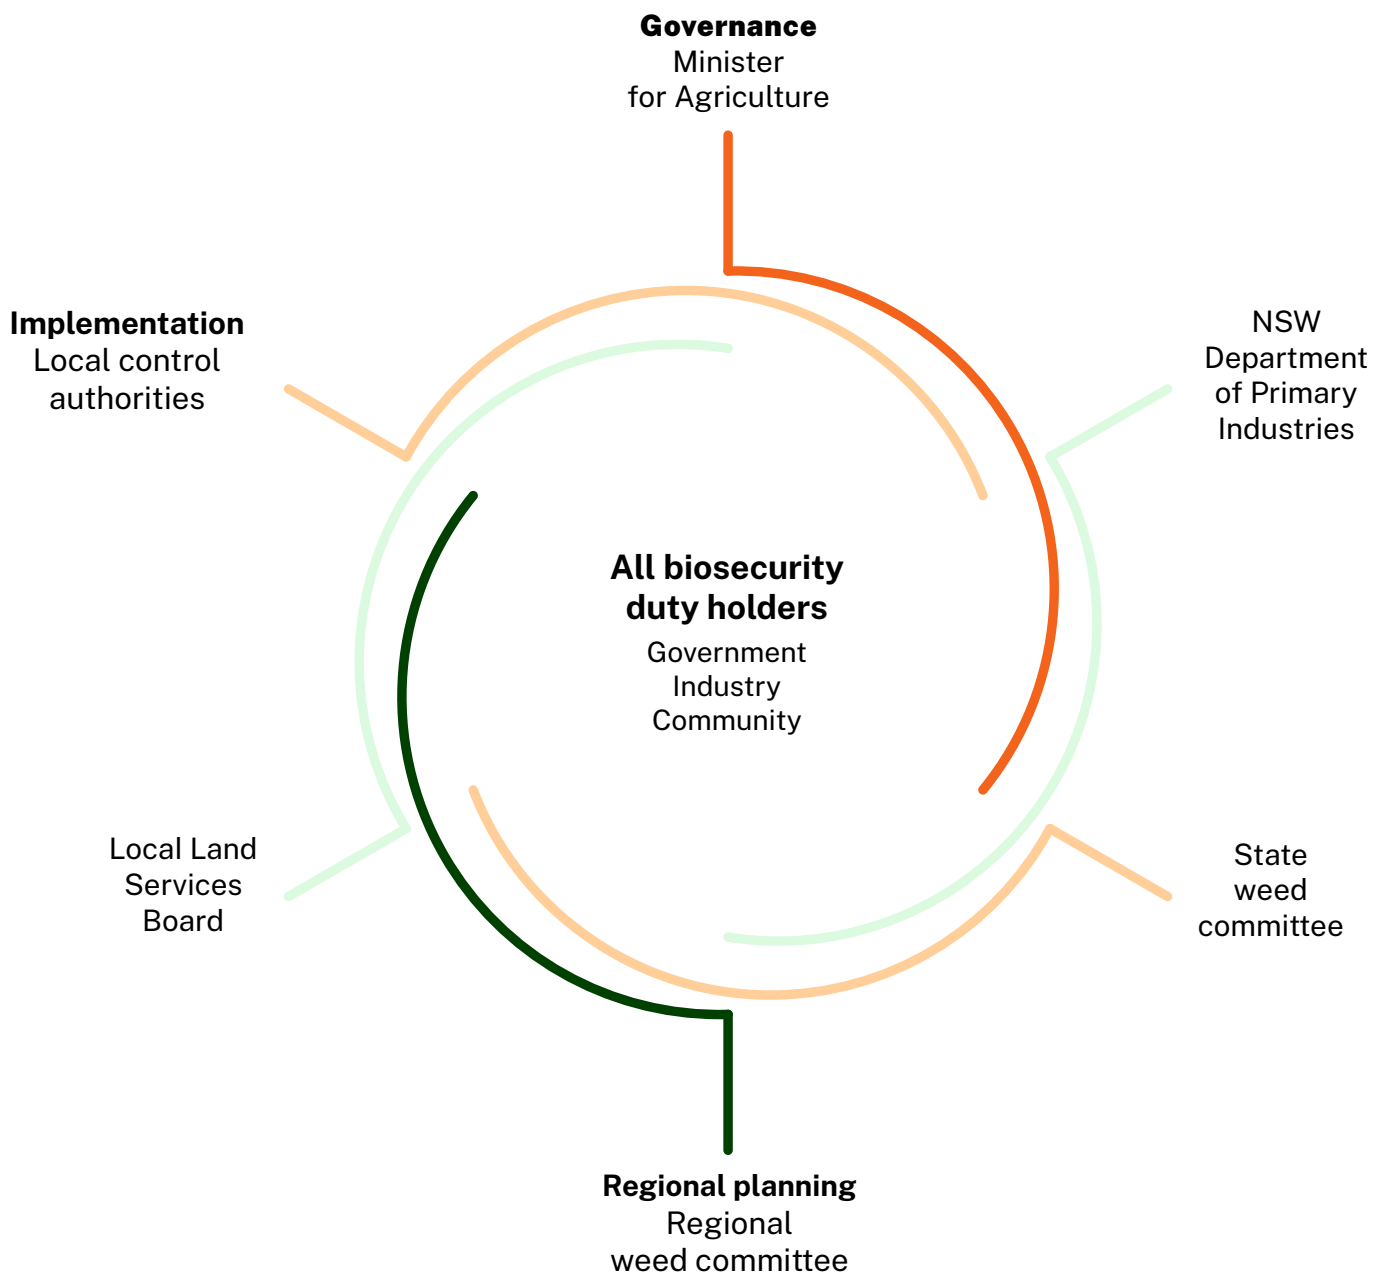 Governance
Minister
for Agriculture
NSW
Department
of Primary
Industries
State
weed
committee
Regional planning
Regional
weed committee
Local Land
Services
Board
Implementation
Local control
authorities
All biosecurity
duty holders
Government
Industry
Community